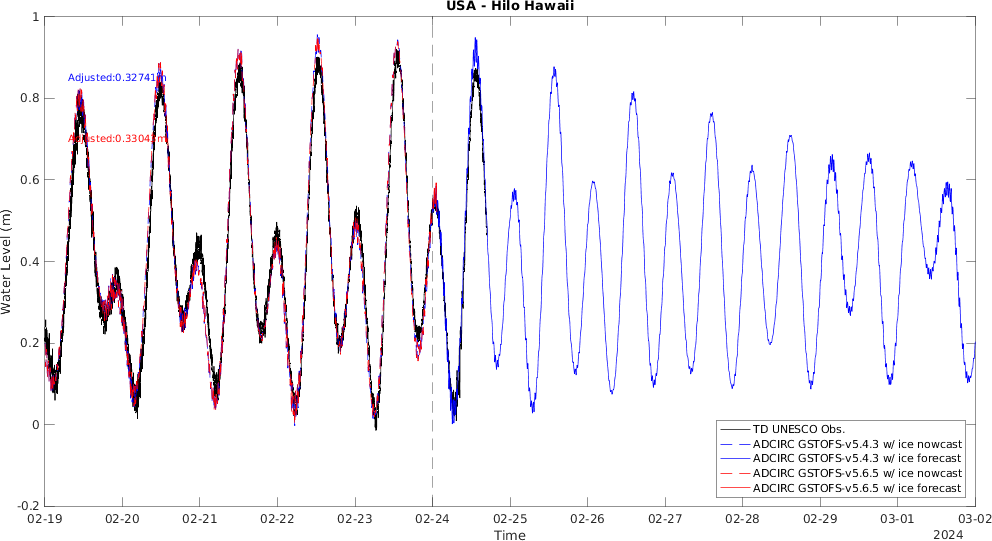 USA - Hilo Hawaii
1
0.8
0.6
0.4
0.2
0
-0.2
Water Level (m)
Adjusted:0.32741m
Adjusted:0.33041m
TD UNESCO Obs.
ADCIRC GSTOFS-v5.4.3 w/ ice nowcast
ADCIRC GSTOFS-v5.4.3 w/ ice forecast
ADCIRC GSTOFS-v5.6.5 w/ ice nowcast
ADCIRC GSTOFS-v5.6.5 w/ ice forecast
02-19 02-20 02-21 02-22 02-23 02-24 02-25 02-26 02-27 02-28 02-29 03-01 03-02
Time
2024